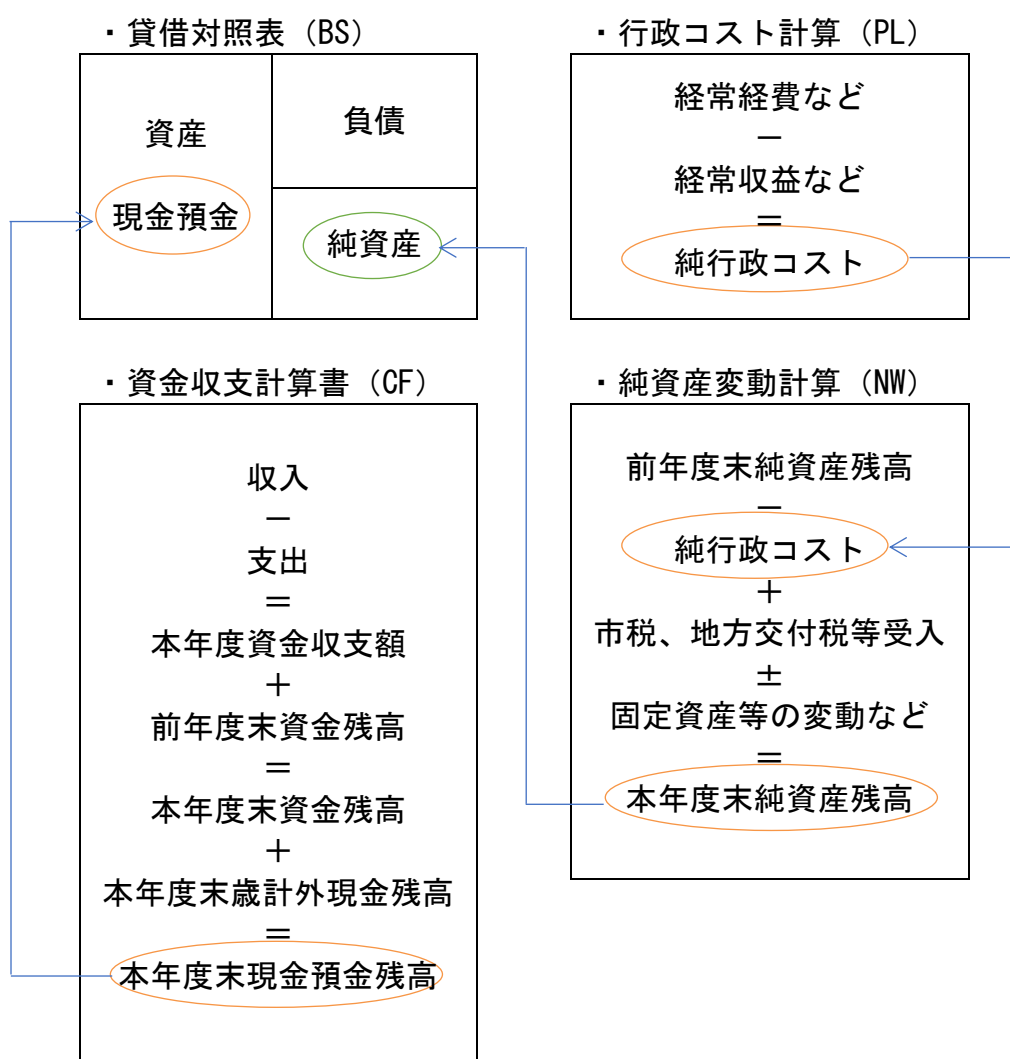 ・貸借対照表（BS）
資産
現金預金
負債
純資産
・行政コスト計算（PL）
経常経費など
－
経常収益など
＝
純行政コスト
・資金収支計算書（CF）
収入
－
支出
＝
本年度資金収支額
＋
前年度末資金残高
＝
本年度末資金残高
＋
本年度末歳計外現金残高
＝
本年度末現金預金残高
・純資産変動計算（NW）
前年度末純資産残高
－
純行政コスト
＋
市税、地方交付税等受入
±
固定資産等の変動など
＝
本年度末純資産残高